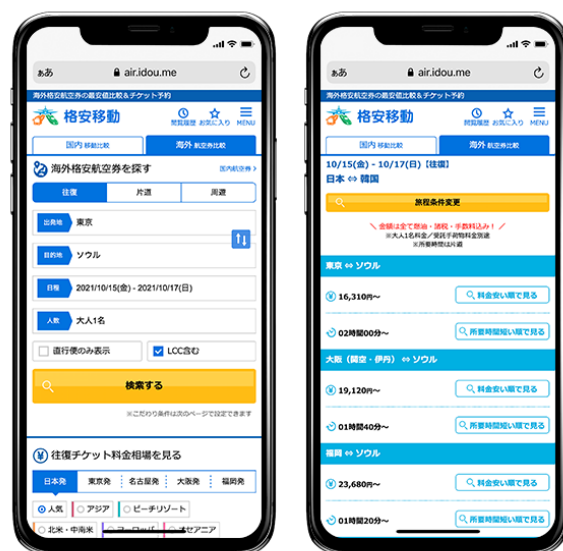 ぁあ
air.idou.me
海外格安航空券の最安値比較&チケット予約
格安移動
閲覧履歴 お気に入り MENU
国内 移動比較
海外 航空券比較
海外格安航空券を探す
国内航空券 >
往復
片道
周遊
出発地 東京
目的地 ソウル
日程 2021/10/15(金) - 2021/10/17(日)
人数 大人1名
直行便のみ表示
LCC含む
検索する
※こだわり条件は次のページで設定できます
往復チケット料金相場を見る
日本発 東京発 名古屋発 大阪発 福岡発
人気 アジア ビーチリゾート
北米・中南米 ヨーロッパ オセアニア
ぁあ
air.idou.me
海外格安航空券の最安値比較&チケット予約
格安移動
閲覧履歴 お気に入り MENU
国内 移動比較
海外 航空券比較
10/15(金) - 10/17(日)【往復】
日本 ⇔ 韓国
旅程条件変更
\ 金額は全て燃油・諸税・手数料込み! /
※大人1名料金/受託手荷物料金別途
※所要時間は片道
東京 ⇔ ソウル
16,310円〜
料金安い順で見る
02時間00分〜
所要時間短い順で見る
大阪(関空・伊丹) ⇔ ソウル
19,120円〜
料金安い順で見る
01時間40分〜
所要時間短い順で見る
福岡 ⇔ ソウル
23,680円〜
料金安い順で見る
01時間20分〜
所要時間短い順で見る